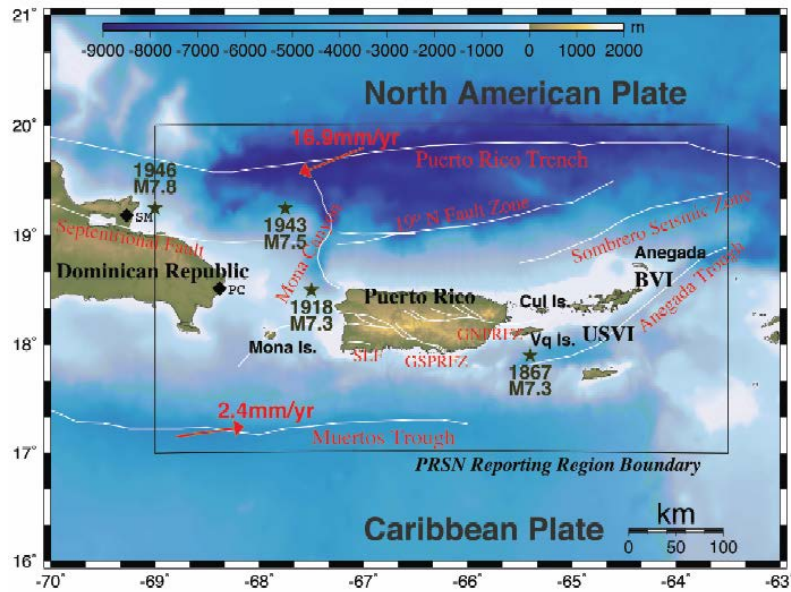 21°
-9000 -8000 -7000 -6000 -5000 -4000 -3000 -2000 -1000 0 1000 2000 m
North American Plate
20°
16.9mm/yr
Puerto Rico Trench
1946
M7.8
SM
1943
M7.5
19° N Fault Zone
Sombrero Seismic Zone
19°
Septentrional Fault
Mona Canyon
Anegada
Dominican Republic
BVI
PC
Puerto Rico
Cul Is.
Anegada Trough
1918
M7.3
GNPRFZ
USVI
18°
Mona Is.
Vq Is.
SLF
GSPRFZ
1867
M7.3
2.4mm/yr
Muertos Trough
17°
PRSN Reporting Region Boundary
Caribbean Plate
km
0 50 100
16°
-70 -69 -68 -67 -66 -65 -64 -63